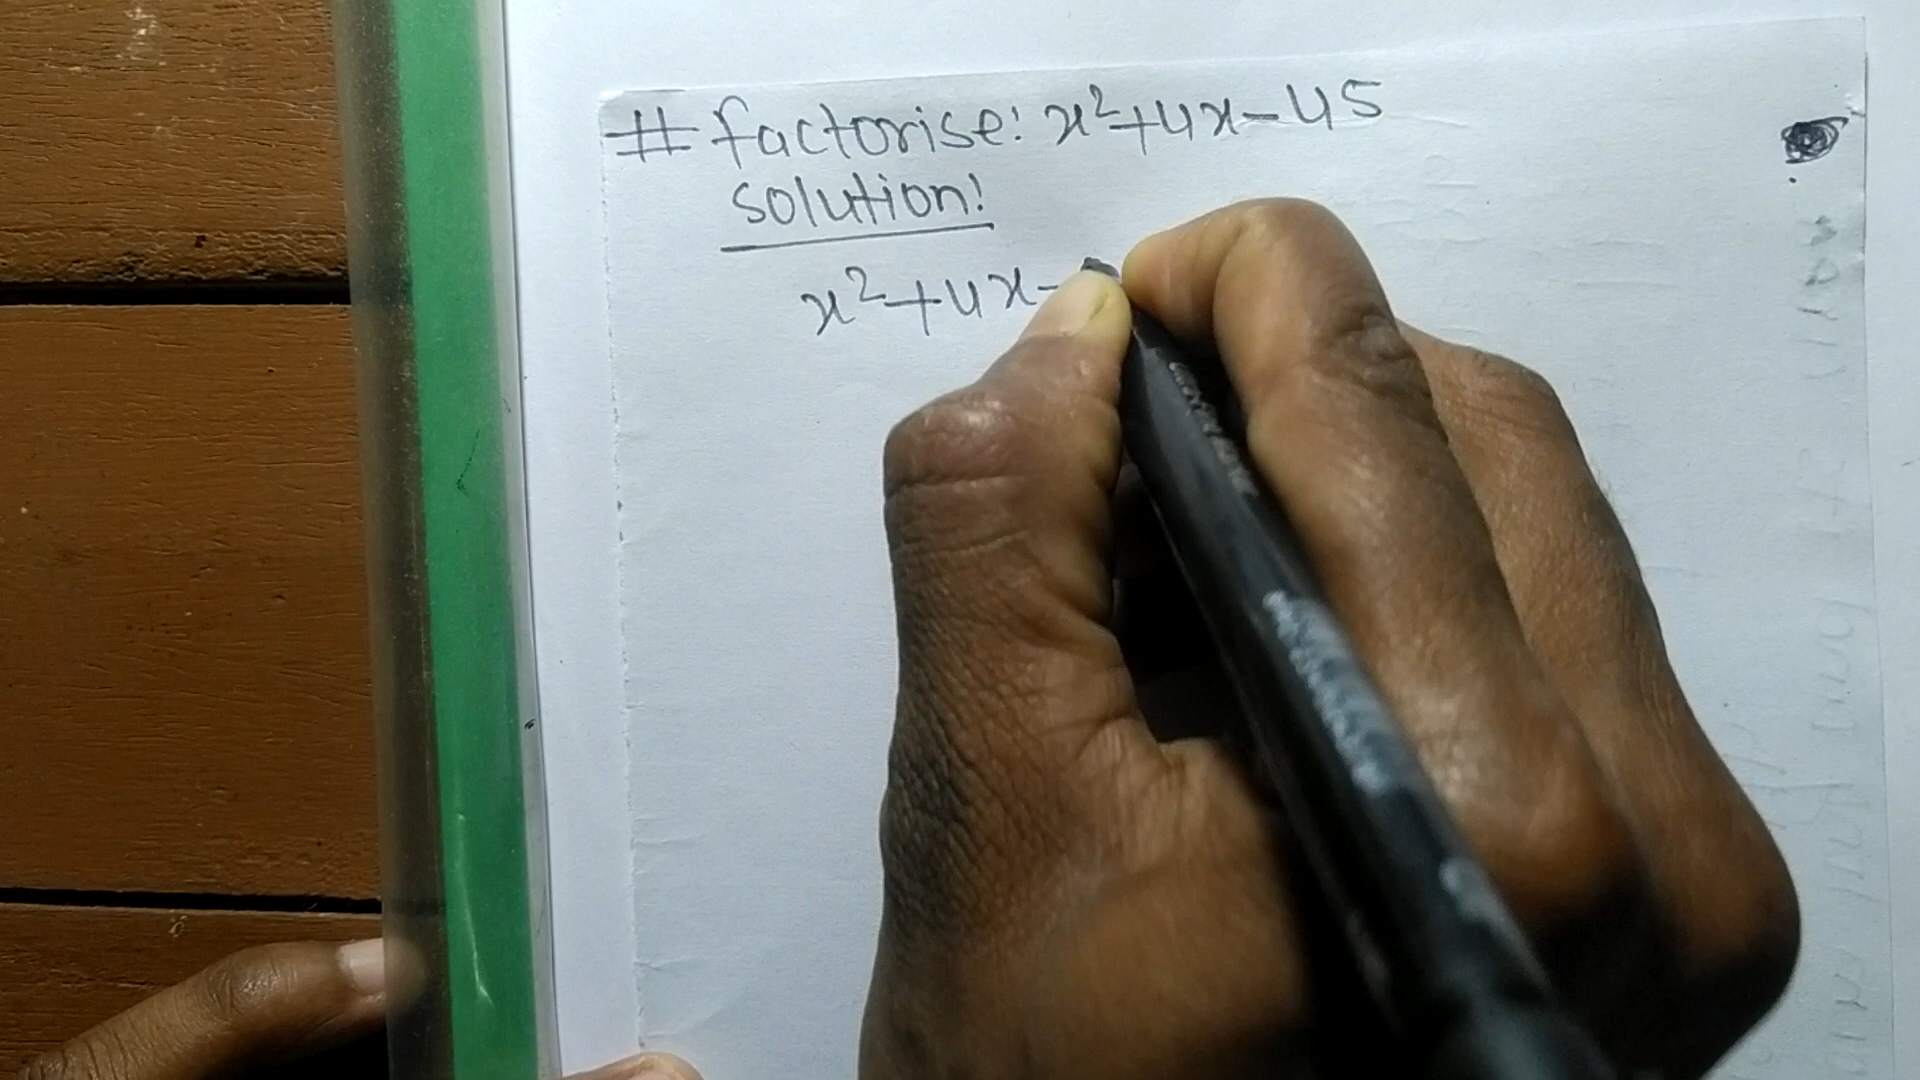 # factorise: x²+4x-45
solution:
x²+4x-